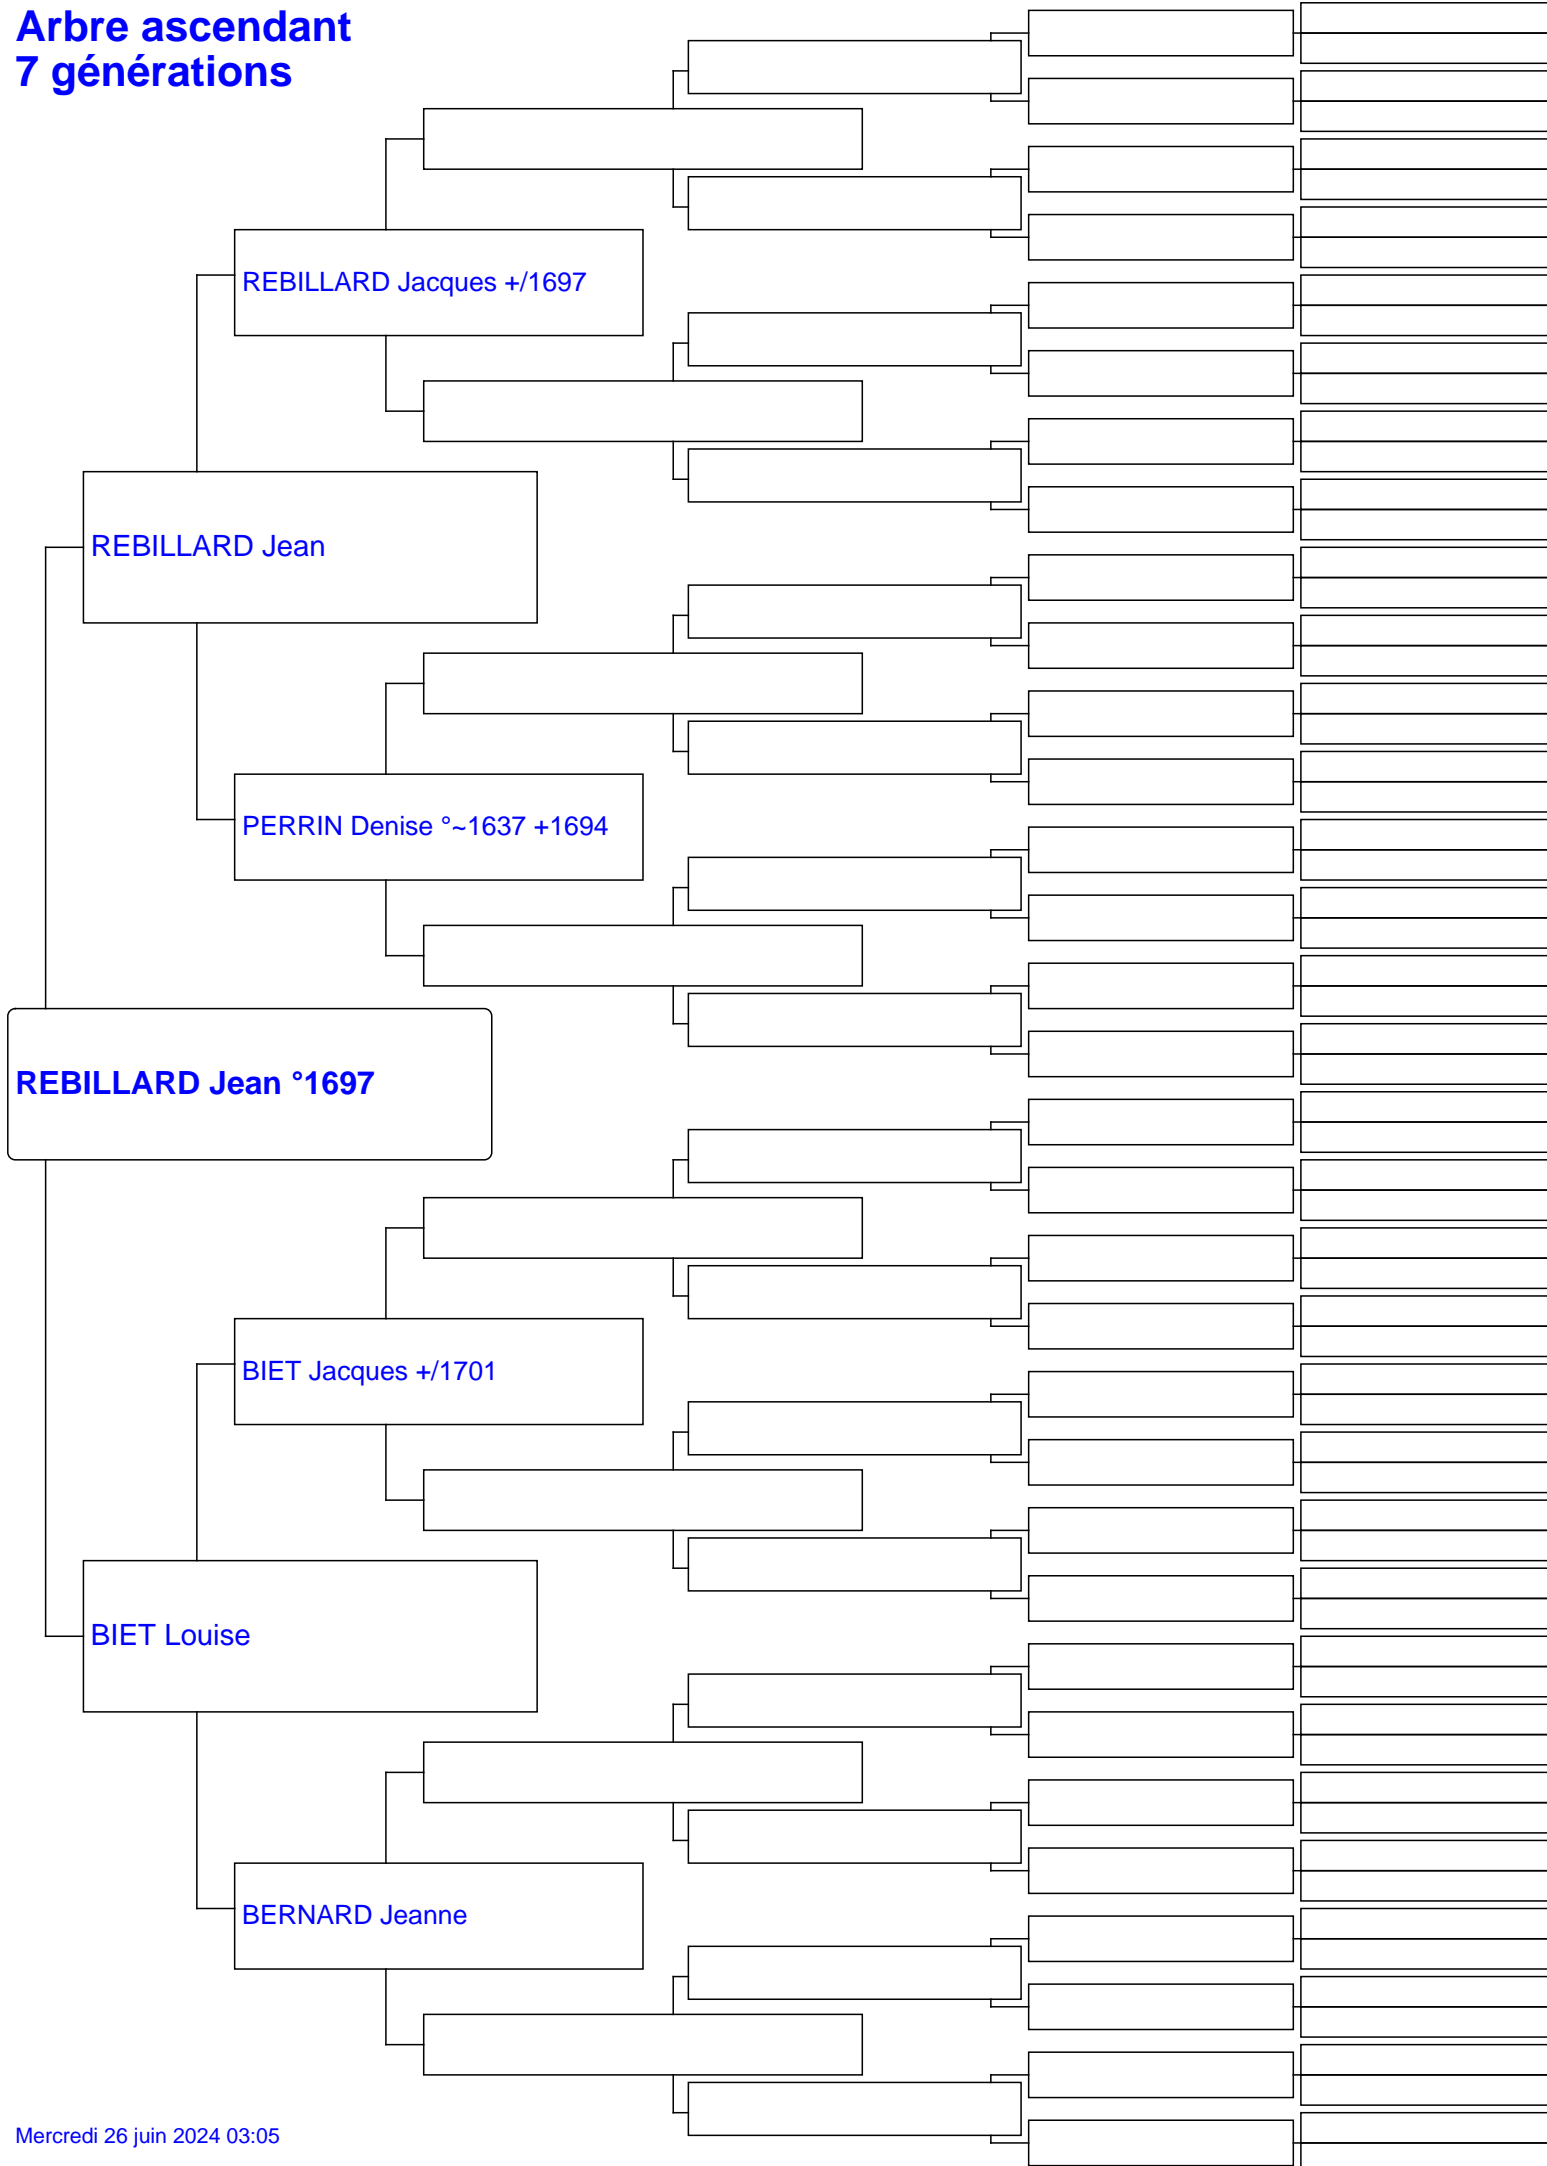 Arbre ascendant
7 générations
REBILLARD Jacques +/1697
REBILLARD Jean
PERRIN Denise °~1637 +1694
REBILLARD Jean °1697
BIET Jacques +/1701
BIET Louise
BERNARD Jeanne
Mercredi 26 juin 2024 03:05